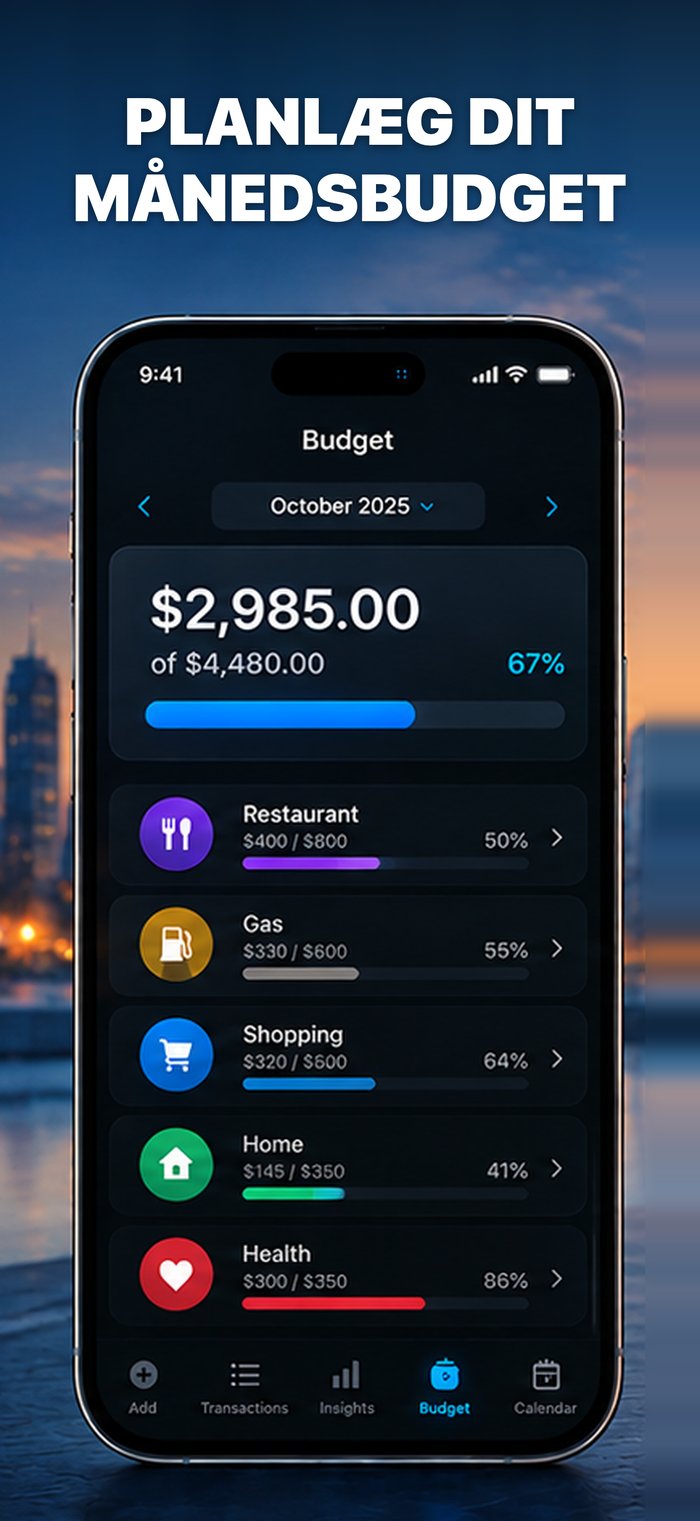 PLANLÆG DIT
MÅNEDSBUDGET
9:41
Budget
October 2025
$2,985.00
of $4,480.00
67%
Restaurant
$400 / $800
50%
Gas
$330 / $600
55%
Shopping
$320 / $600
64%
Home
$145 / $350
41%
Health
$300 / $350
86%
Add
Transactions
Insights
Budget
Calendar